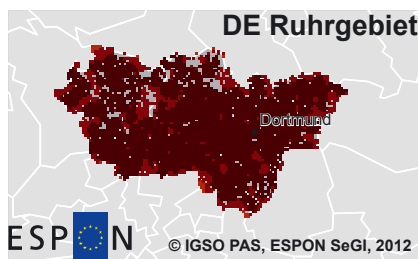 DE Ruhrgebiet
Dortmund
ESPON
© IGSO PAS, ESPON SeGI, 2012